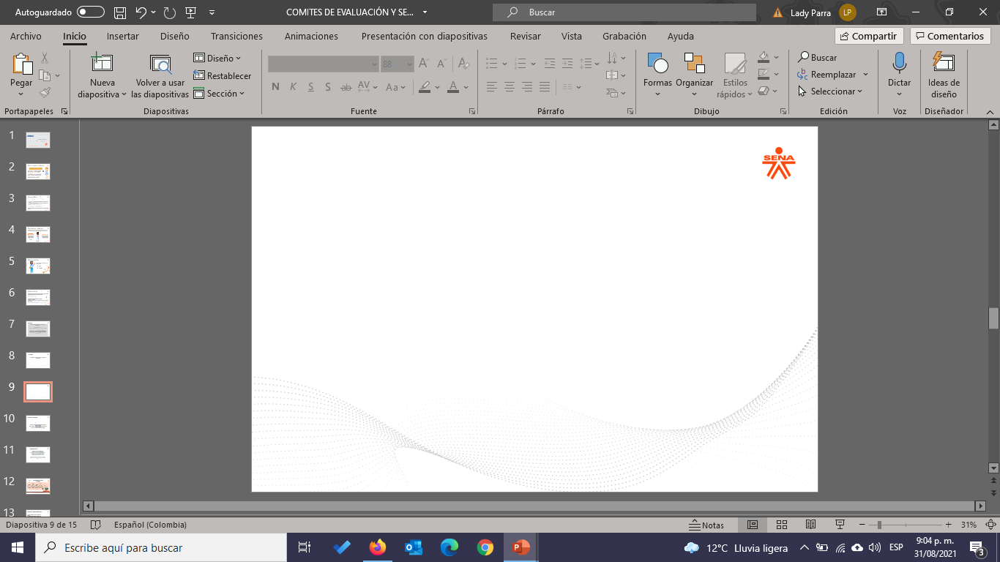 Autoguardado
COMITES DE EVALUACIÓN Y SE...
Buscar
Lady Parra
LP
Archivo Inicio Insertar Diseño Transiciones Animaciones Presentación con diapositivas Revisar Vista Grabación Ayuda
Compartir
Comentarios
Pegar
Portapapeles
Nueva diapositiva
Volver a usar las diapositivas
Diseño
Restablecer
Sección
Diapositivas
88
N K S S ab AV Aa A
Fuente
Párrafo
Formas
Organizar
Estilos rápidos
Dibujo
Buscar
Reemplazar
Seleccionar
Edición
Dictar
Voz
Ideas de diseño
Diseñador
1
2
3
4
5
6
7
8
9
10
11
12
13
SENA
Diapositiva 9 de 15
Español (Colombia)
Notas
31%
Escribe aquí para buscar
12°C Lluvia ligera
ESP
9:04 p. m.
31/08/2021
3